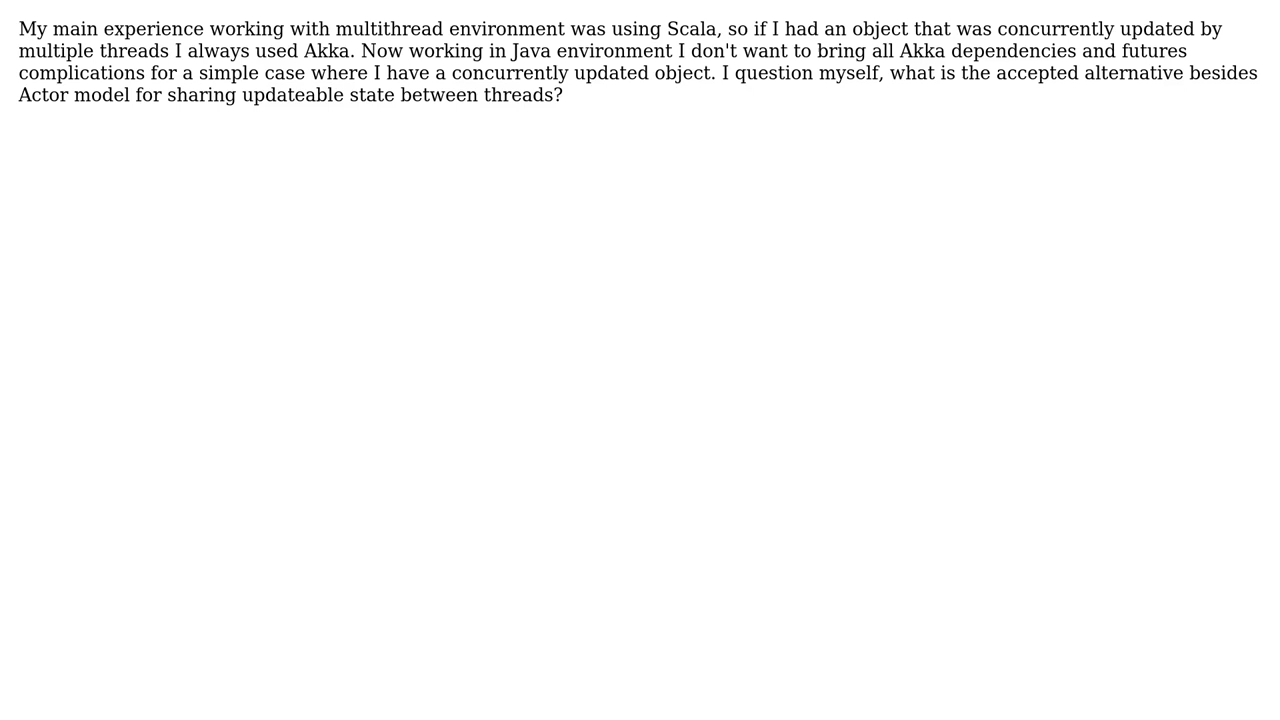 My main experience working with multithread environment was using Scala, so if I had an object that was concurrently updated by
multiple threads I always used Akka. Now working in Java environment I don't want to bring all Akka dependencies and futures
complications for a simple case where I have a concurrently updated object. I question myself, what is the accepted alternative besides
Actor model for sharing updateable state between threads?